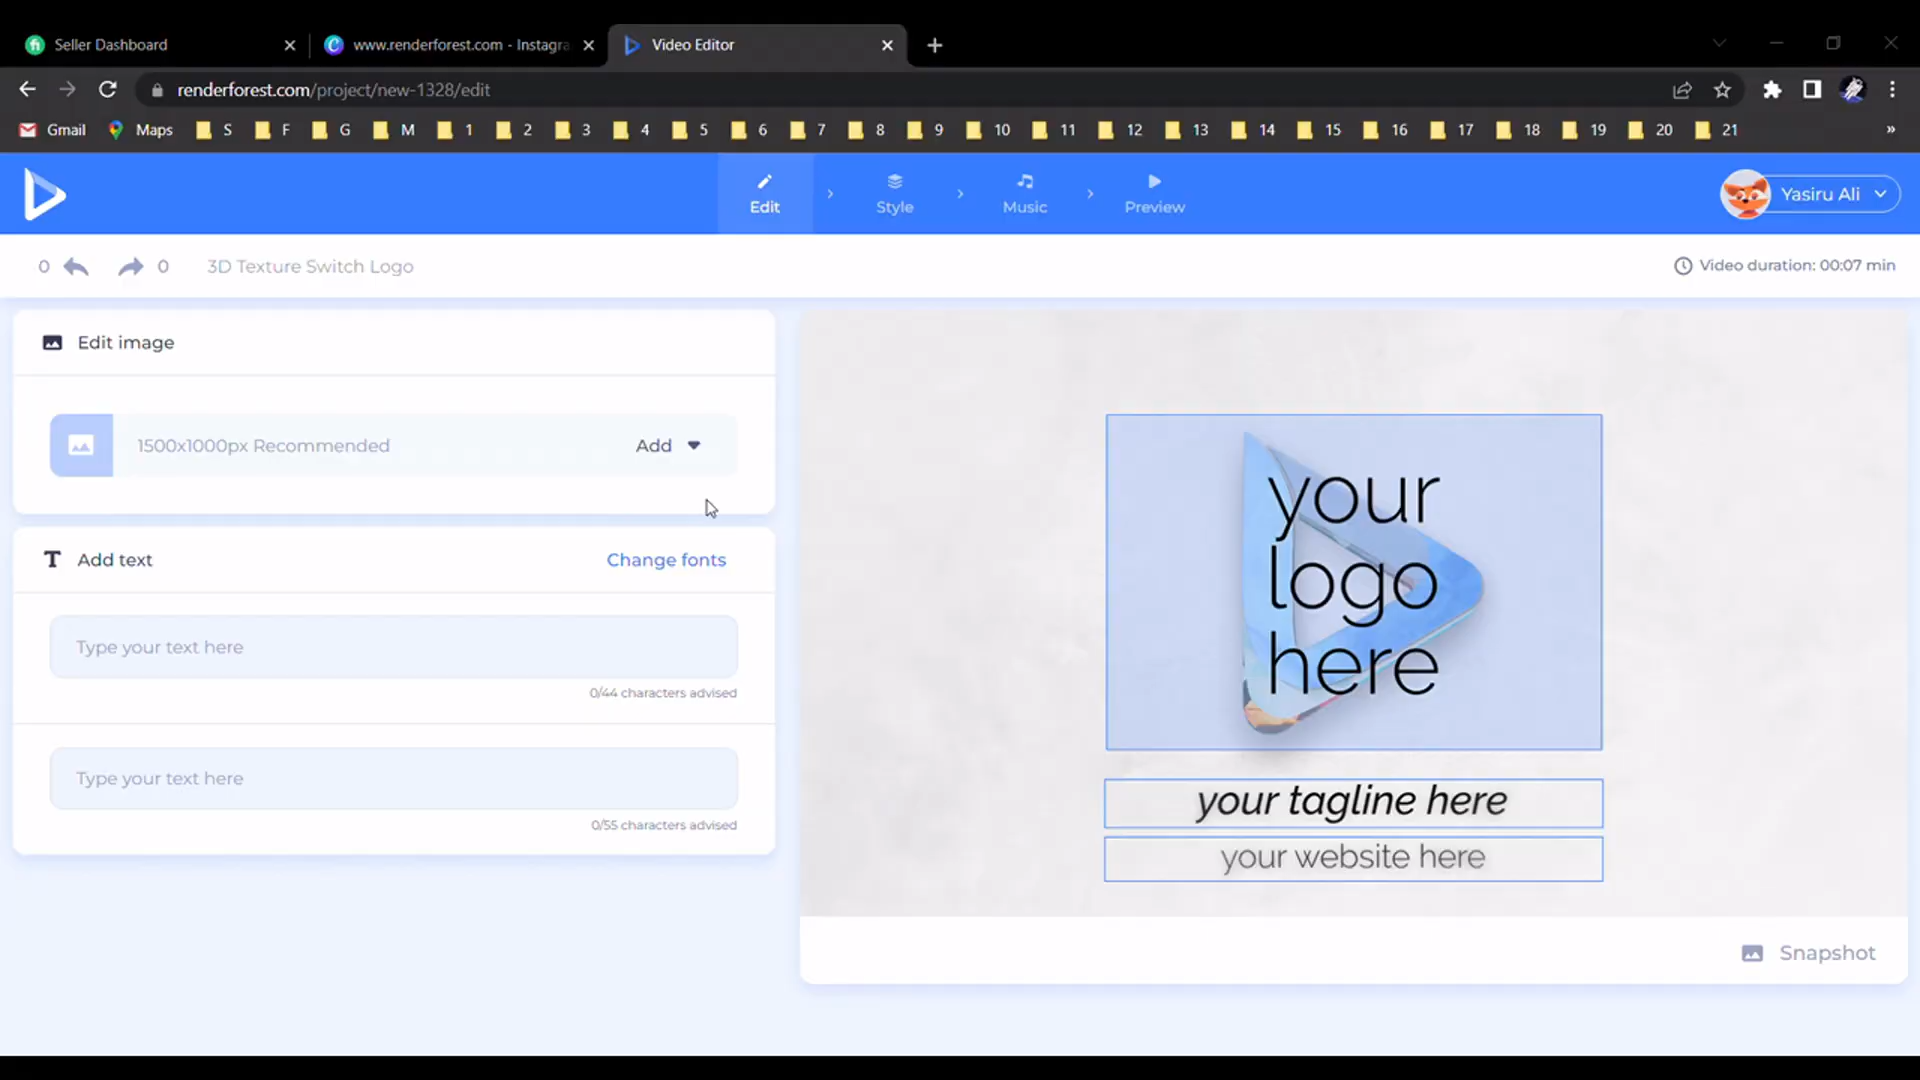 Seller Dashboard
www.renderforest.com - Instagra
Video Editor
renderforest.com/project/new-1328/edit
Gmail Maps S F G M 1 2 3 4 5 6 7 8 9 10 11 12 13 14 15 16 17 18 19 20 21 »
Edit
Style
Music
Preview
Yasiru Ali
0 0 3D Texture Switch Logo
Video duration: 00:07 min
Edit image
1500x1000px Recommended
Add
T Add text
Change fonts
Type your text here
0/44 characters advised
Type your text here
0/55 characters advised
your
logo
here
your tagline here
your website here
Snapshot